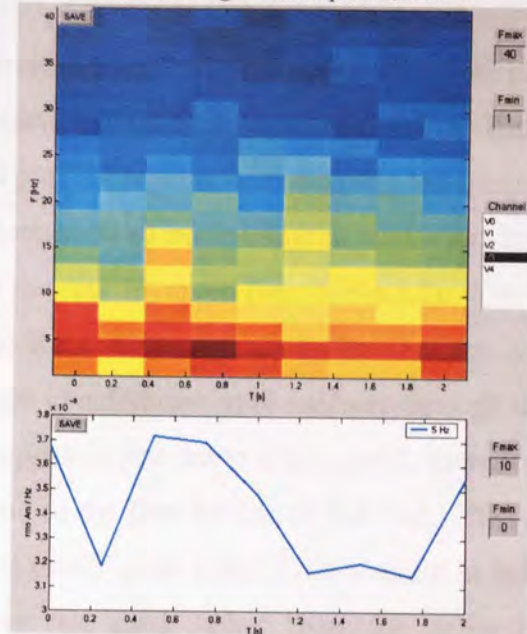 SAVE
40
35
30
25
20
15
10
5
F [Hz]
0 0.2 0.4 0.6 0.8 1 1.2 1.4 1.6 1.8 2
T [s]
Fmax
40
Fmin
1
Channel
V0
V1
V2
V4
3.8 x 10
3.7
3.6
3.5
3.4
3.3
3.2
3.1
3
rms Am / Hz
SAVE
5 Hz
0 0.2 0.4 0.6 0.8 1 1.2 1.4 1.6 1.8 2
T [s]
Fmax
10
Fmin
0